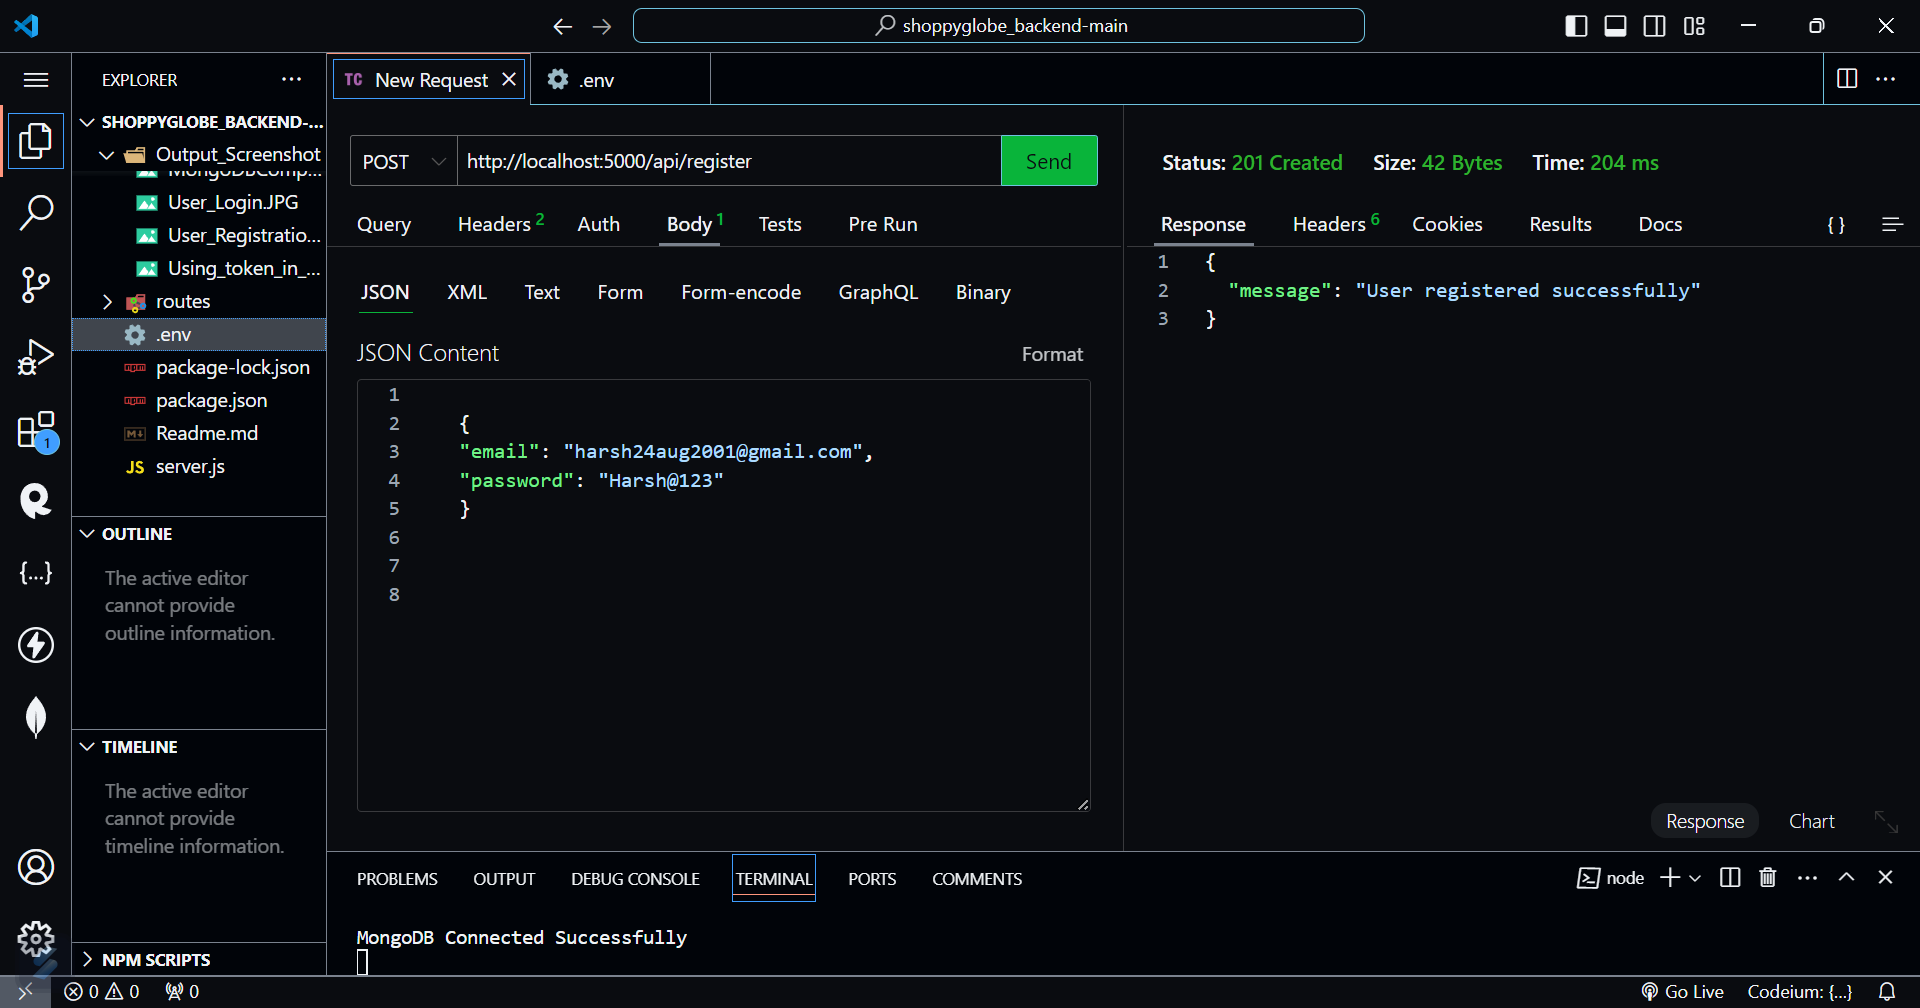 shoppyglobe_backend-main
EXPLORER
SHOPPYGLOBE_BACKEND-...
Output_Screenshot
MongoDBComp...
User_Login.JPG
User_Registratio...
Using_token_in_...
routes
.env
package-lock.json
package.json
Readme.md
JS server.js
OUTLINE
The active editor
cannot provide
outline information.
TIMELINE
The active editor
cannot provide
timeline information.
NPM SCRIPTS
TC New Request
.env
POST http://localhost:5000/api/register Send
Query Headers 2 Auth Body 1 Tests Pre Run
JSON XML Text Form Form-encode GraphQL Binary
JSON Content Format
1
2 {
3 "email": "harsh24aug2001@gmail.com",
4 "password": "Harsh@123"
5 }
6
7
8
Status: 201 Created Size: 42 Bytes Time: 204 ms
Response Headers 6 Cookies Results Docs {}
1 {
2 "message": "User registered successfully"
3 }
Response Chart
PROBLEMS OUTPUT DEBUG CONSOLE TERMINAL PORTS COMMENTS
node
MongoDB Connected Successfully
{...}
1
0 0 0
Go Live Codeium: {...}